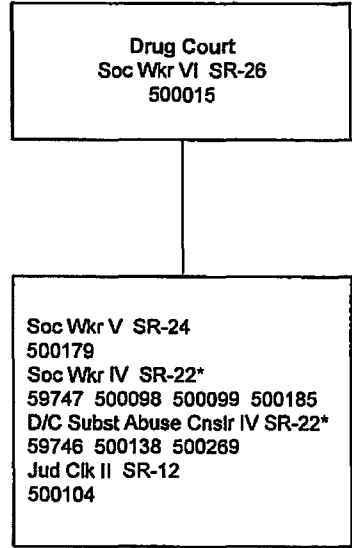 Drug Court
Soc Wkr VI SR-26
500015
Soc Wkr V SR-24
500179
Soc Wkr IV SR-22*
59747 500098 500099 500185
D/C Subst Abuse Cnslr IV SR-22*
59746 500138 500269
Jud Clk II SR-12
500104